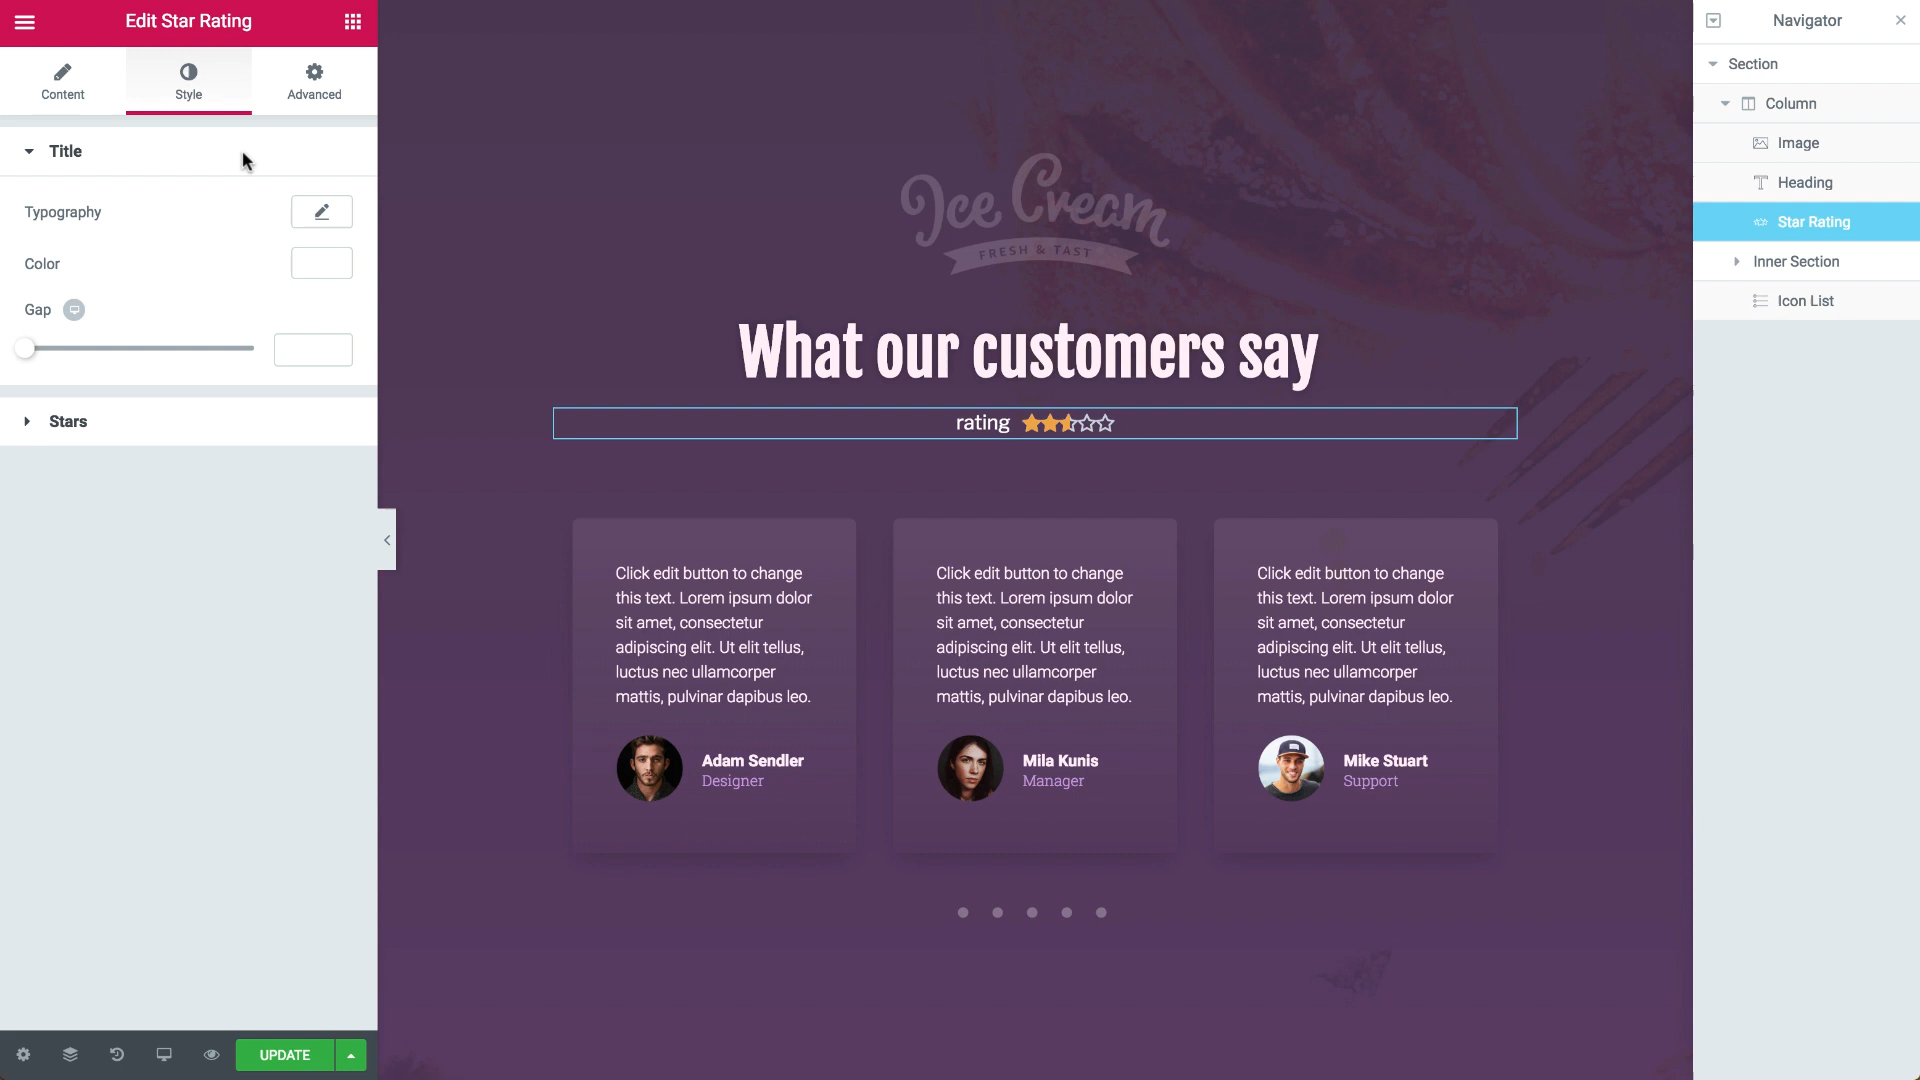 Edit Star Rating
Content
Style
Advanced
Title
Typography
Color
Gap
Stars
UPDATE
Ice Cream
FRESH & TAST
What our customers say
rating
Click edit button to change
this text. Lorem ipsum dolor
sit amet, consectetur
adipiscing elit. Ut elit tellus,
luctus nec ullamcorper
mattis, pulvinar dapibus leo.
Adam Sendler
Designer
Click edit button to change
this text. Lorem ipsum dolor
sit amet, consectetur
adipiscing elit. Ut elit tellus,
luctus nec ullamcorper
mattis, pulvinar dapibus leo.
Mila Kunis
Manager
Click edit button to change
this text. Lorem ipsum dolor
sit amet, consectetur
adipiscing elit. Ut elit tellus,
luctus nec ullamcorper
mattis, pulvinar dapibus leo.
Mike Stuart
Support
Navigator
Section
Column
Image
Heading
Star Rating
Inner Section
Icon List